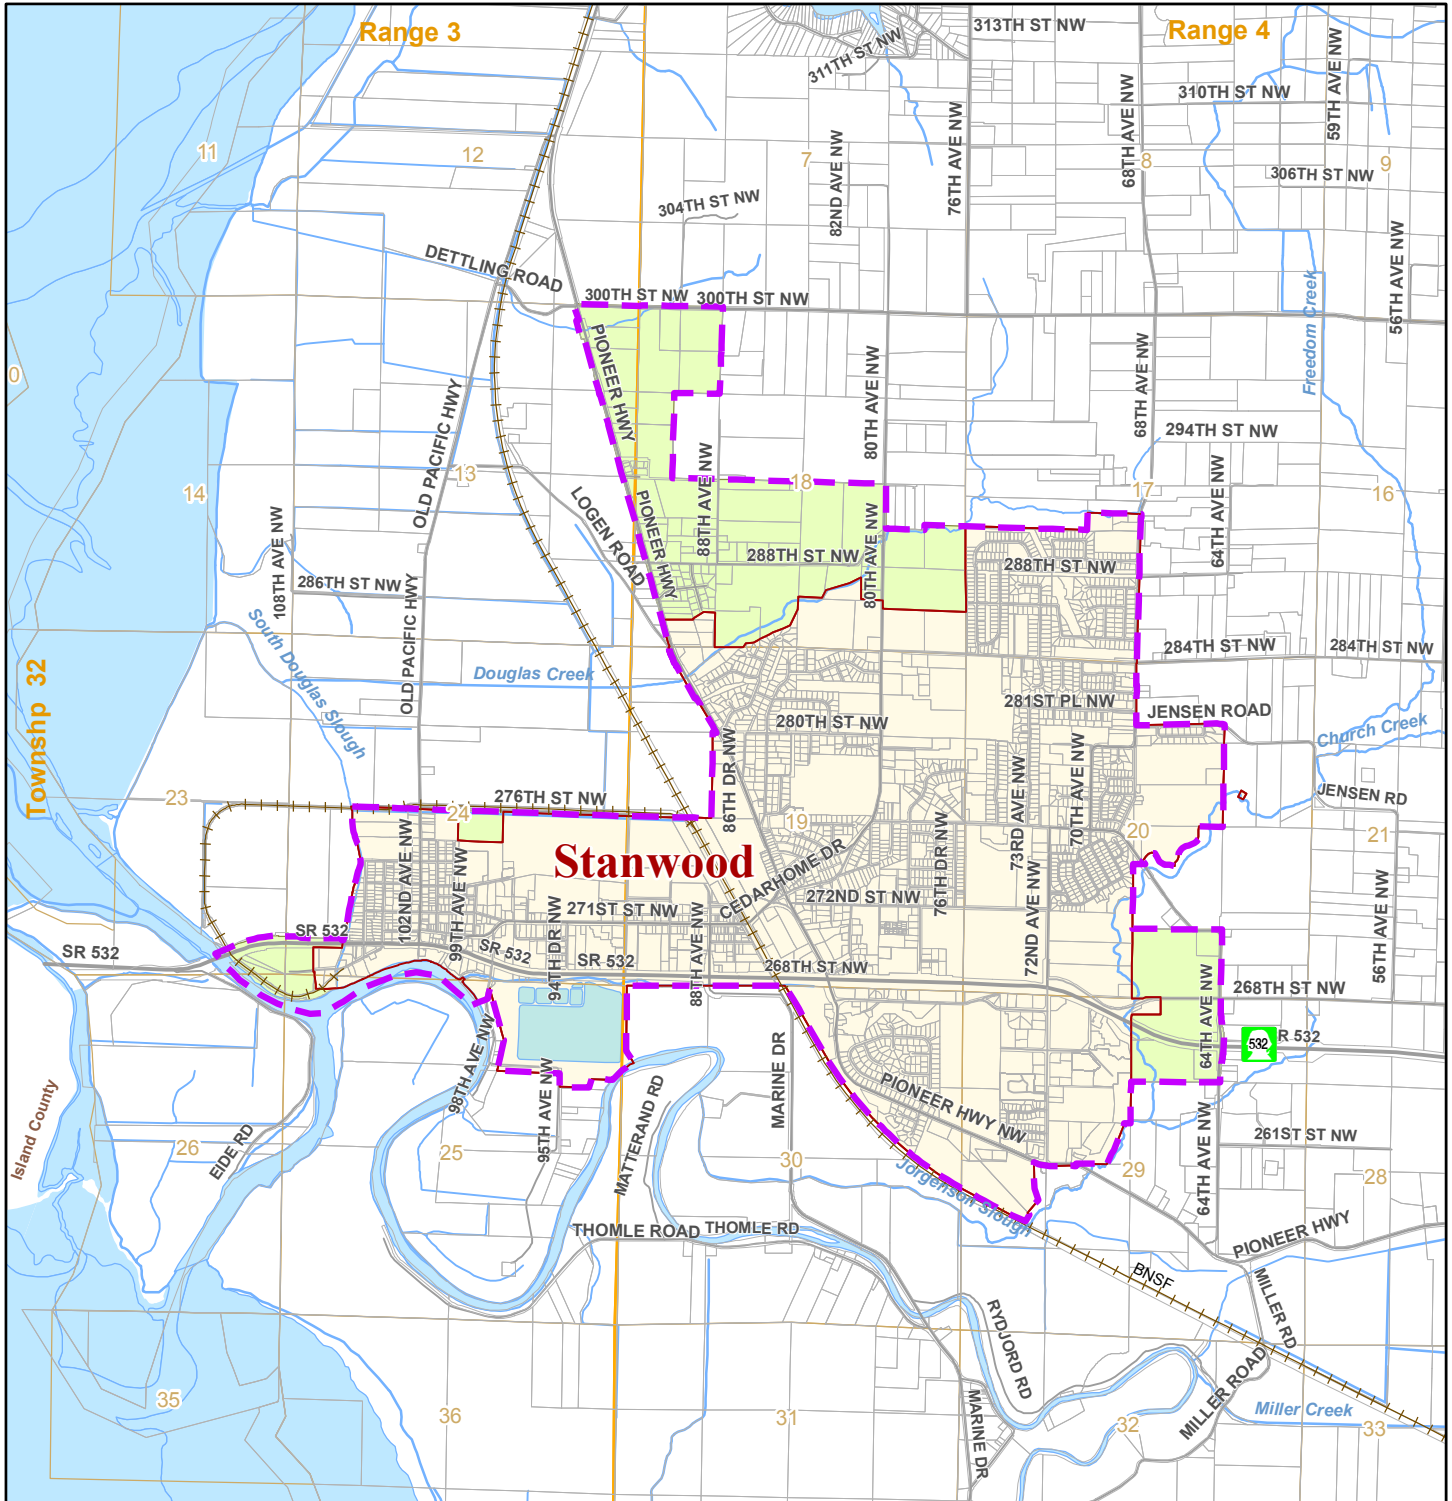 Range 3
Range 4
313TH ST NW
311TH ST NW
310TH ST NW
59TH AVE NW
68TH AVE NW
76TH AVE NW
82ND AVE NW
11
12
7
8
9
306TH ST NW
304TH ST NW
56TH AVE NW
DETTLING ROAD
300TH ST NW
300TH ST NW
Freedom Creek
PIONEER HWY
80TH AVE NW
68TH AVE NW
0
OLD PACIFIC HWY
294TH ST NW
88TH AVE NW
64TH AVE NW
13
14
18
17
16
LOGEN ROAD
PIONEER HWY
108TH AVE NW
80TH AVE NW
288TH ST NW
288TH ST NW
286TH ST NW
OLD PACIFIC HWY
South Douglas Slough
Douglas Creek
284TH ST NW
284TH ST NW
Townshp 32
281ST PL NW
JENSEN ROAD
280TH ST NW
Church Creek
86TH DR NW
73RD AVE NW
70TH AVE NW
JENSEN RD
276TH ST NW
23
24
19
20
21
Stanwood
102ND AVE NW
99TH AVE NW
CEDARHOME DR
76TH DR NW
272ND ST NW
72ND AVE NW
56TH AVE NW
271ST ST NW
94TH DR NW
88TH AVE NW
SR 532
SR 532
SR 532
SR 532
268TH ST NW
268TH ST NW
64TH AVE NW
532
R 532
98TH AVE NW
95TH AVE NW
MATTERAND RD
MARINE DR
PIONEER HWY NW
Island County
EIDE RD
26
25
30
29
28
261ST ST NW
64TH AVE NW
Jorgenson Slough
THOMLE ROAD
THOMLE RD
PIONEER HWY
BNSF
MILLER RD
RYDJORD RD
MILLER ROAD
MARINE DR
Miller Creek
35
36
31
32
33